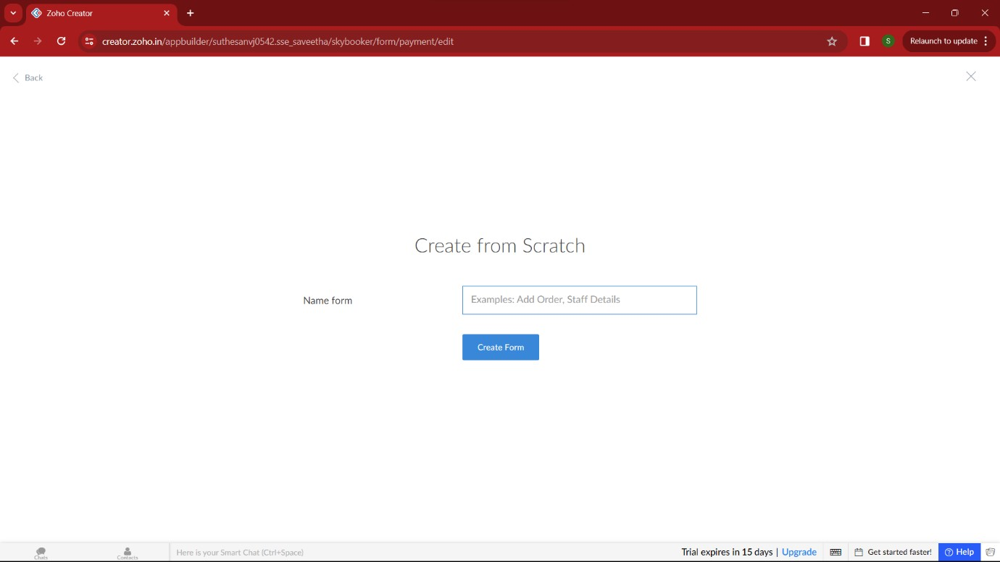 Zoho Creator
creator.zoho.in/appbuilder/suthesanvj0542.sse_saveetha/skybooker/form/payment/edit
S
Relaunch to update
Back
Create from Scratch
Name form
Examples: Add Order, Staff Details
Create Form
Chats
Contacts
Here is your Smart Chat (Ctrl+Space)
Trial expires in 15 days | Upgrade
Get started faster!
Help